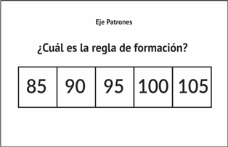 Eje Patrones
¿Cuál es la regla de formación?
85 90 95 100 105